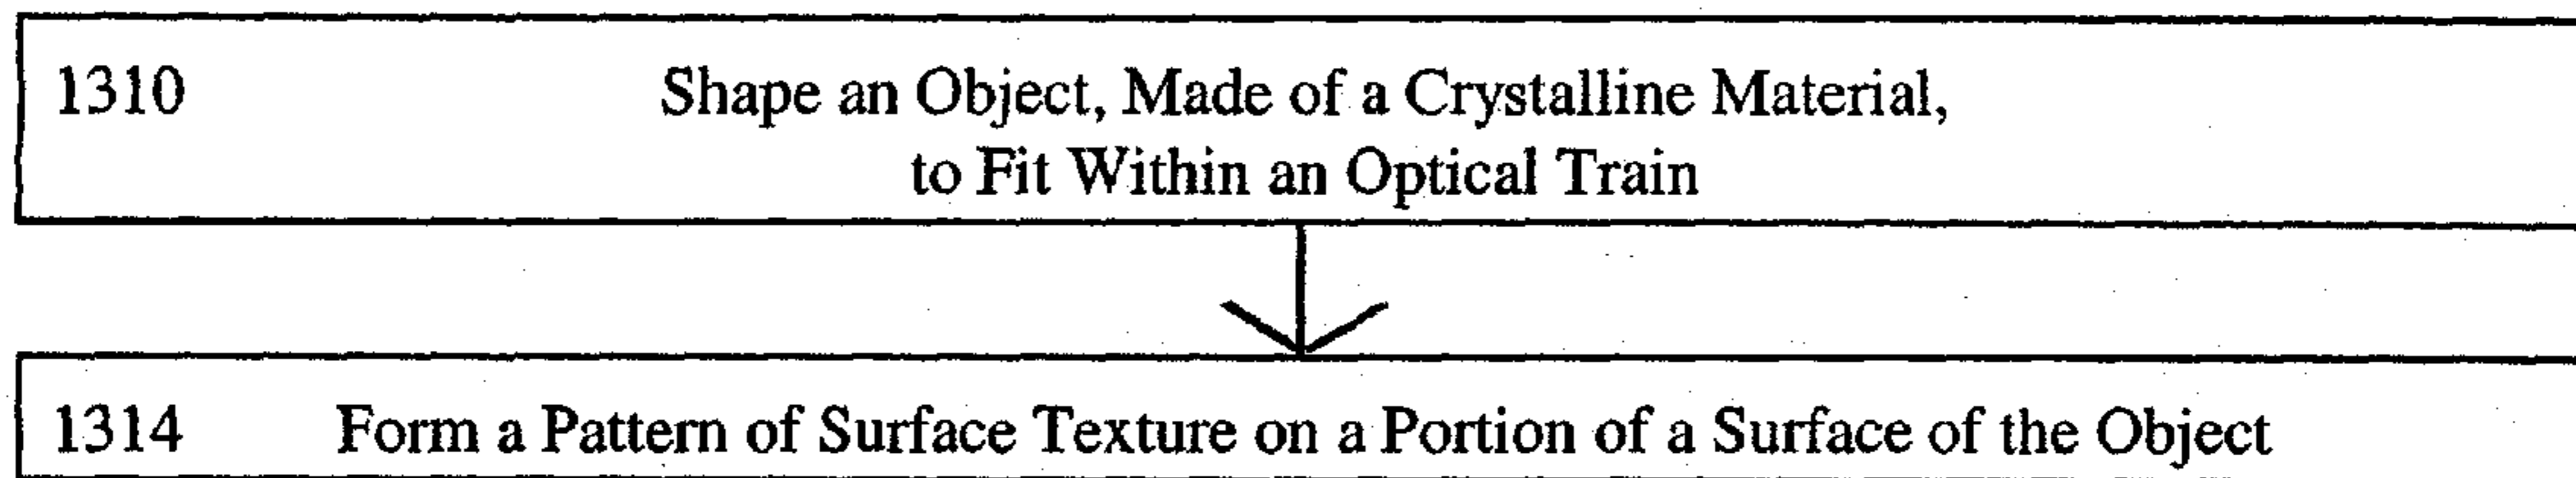 1310 Shape an Object, Made of a Crystalline Material,
to Fit Within an Optical Train
1314 Form a Pattern of Surface Texture on a Portion of a Surface of the Object